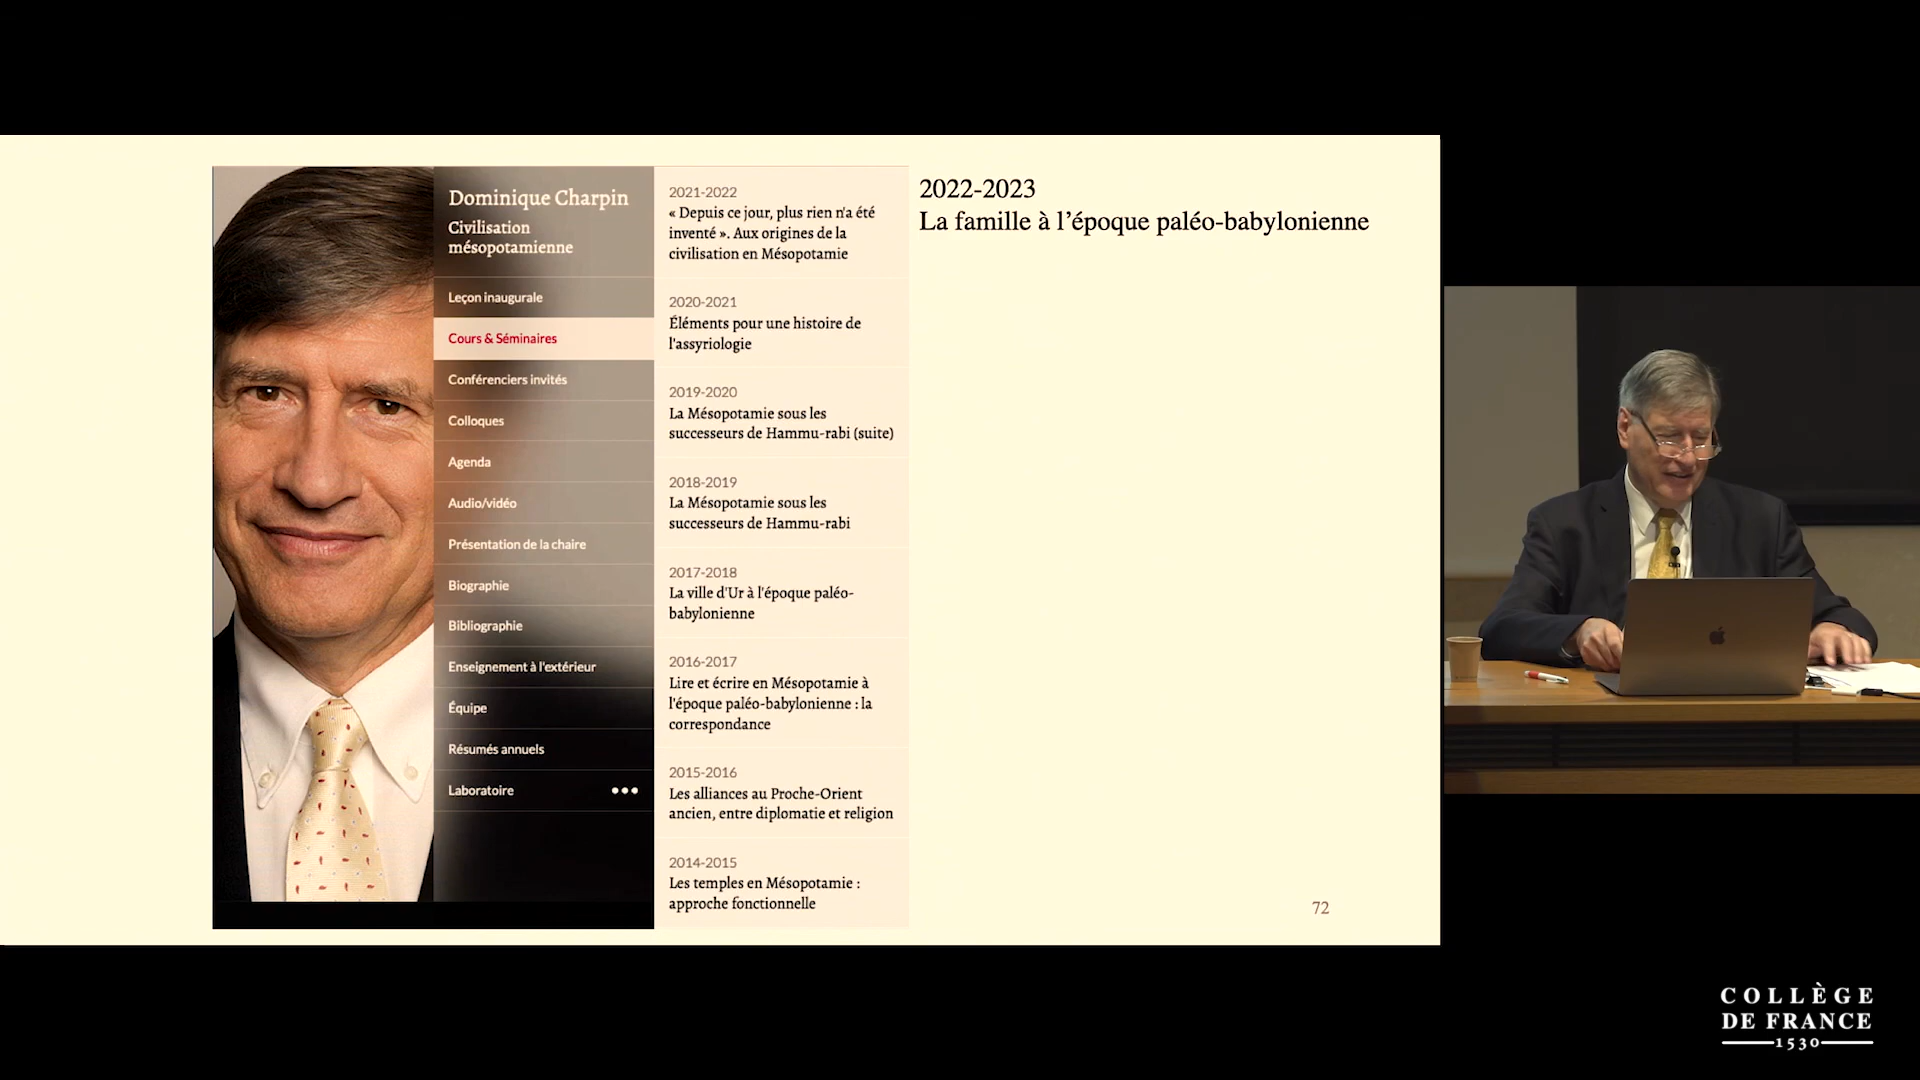 Dominique Charpin
Civilisation
mésopotamienne
Leçon inaugurale
Cours & Séminaires
Conférenciers invités
Colloques
Agenda
Audio/vidéo
Présentation de la chaire
Biographie
Bibliographie
Enseignement à l'extérieur
Équipe
Résumés annuels
Laboratoire
2021-2022
« Depuis ce jour, plus rien n'a été
inventé ». Aux origines de la
civilisation en Mésopotamie
2020-2021
Éléments pour une histoire de
l'assyriologie
2019-2020
La Mésopotamie sous les
successeurs de Hammu-rabi (suite)
2018-2019
La Mésopotamie sous les
successeurs de Hammu-rabi
2017-2018
La ville d'Ur à l'époque paléo-
babylonienne
2016-2017
Lire et écrire en Mésopotamie à
l'époque paléo-babylonienne : la
correspondance
2015-2016
Les alliances au Proche-Orient
ancien, entre diplomatie et religion
2014-2015
Les temples en Mésopotamie :
approche fonctionnelle
2022-2023
La famille à l’époque paléo-babylonienne
72
COLLÈGE
DE FRANCE
1530